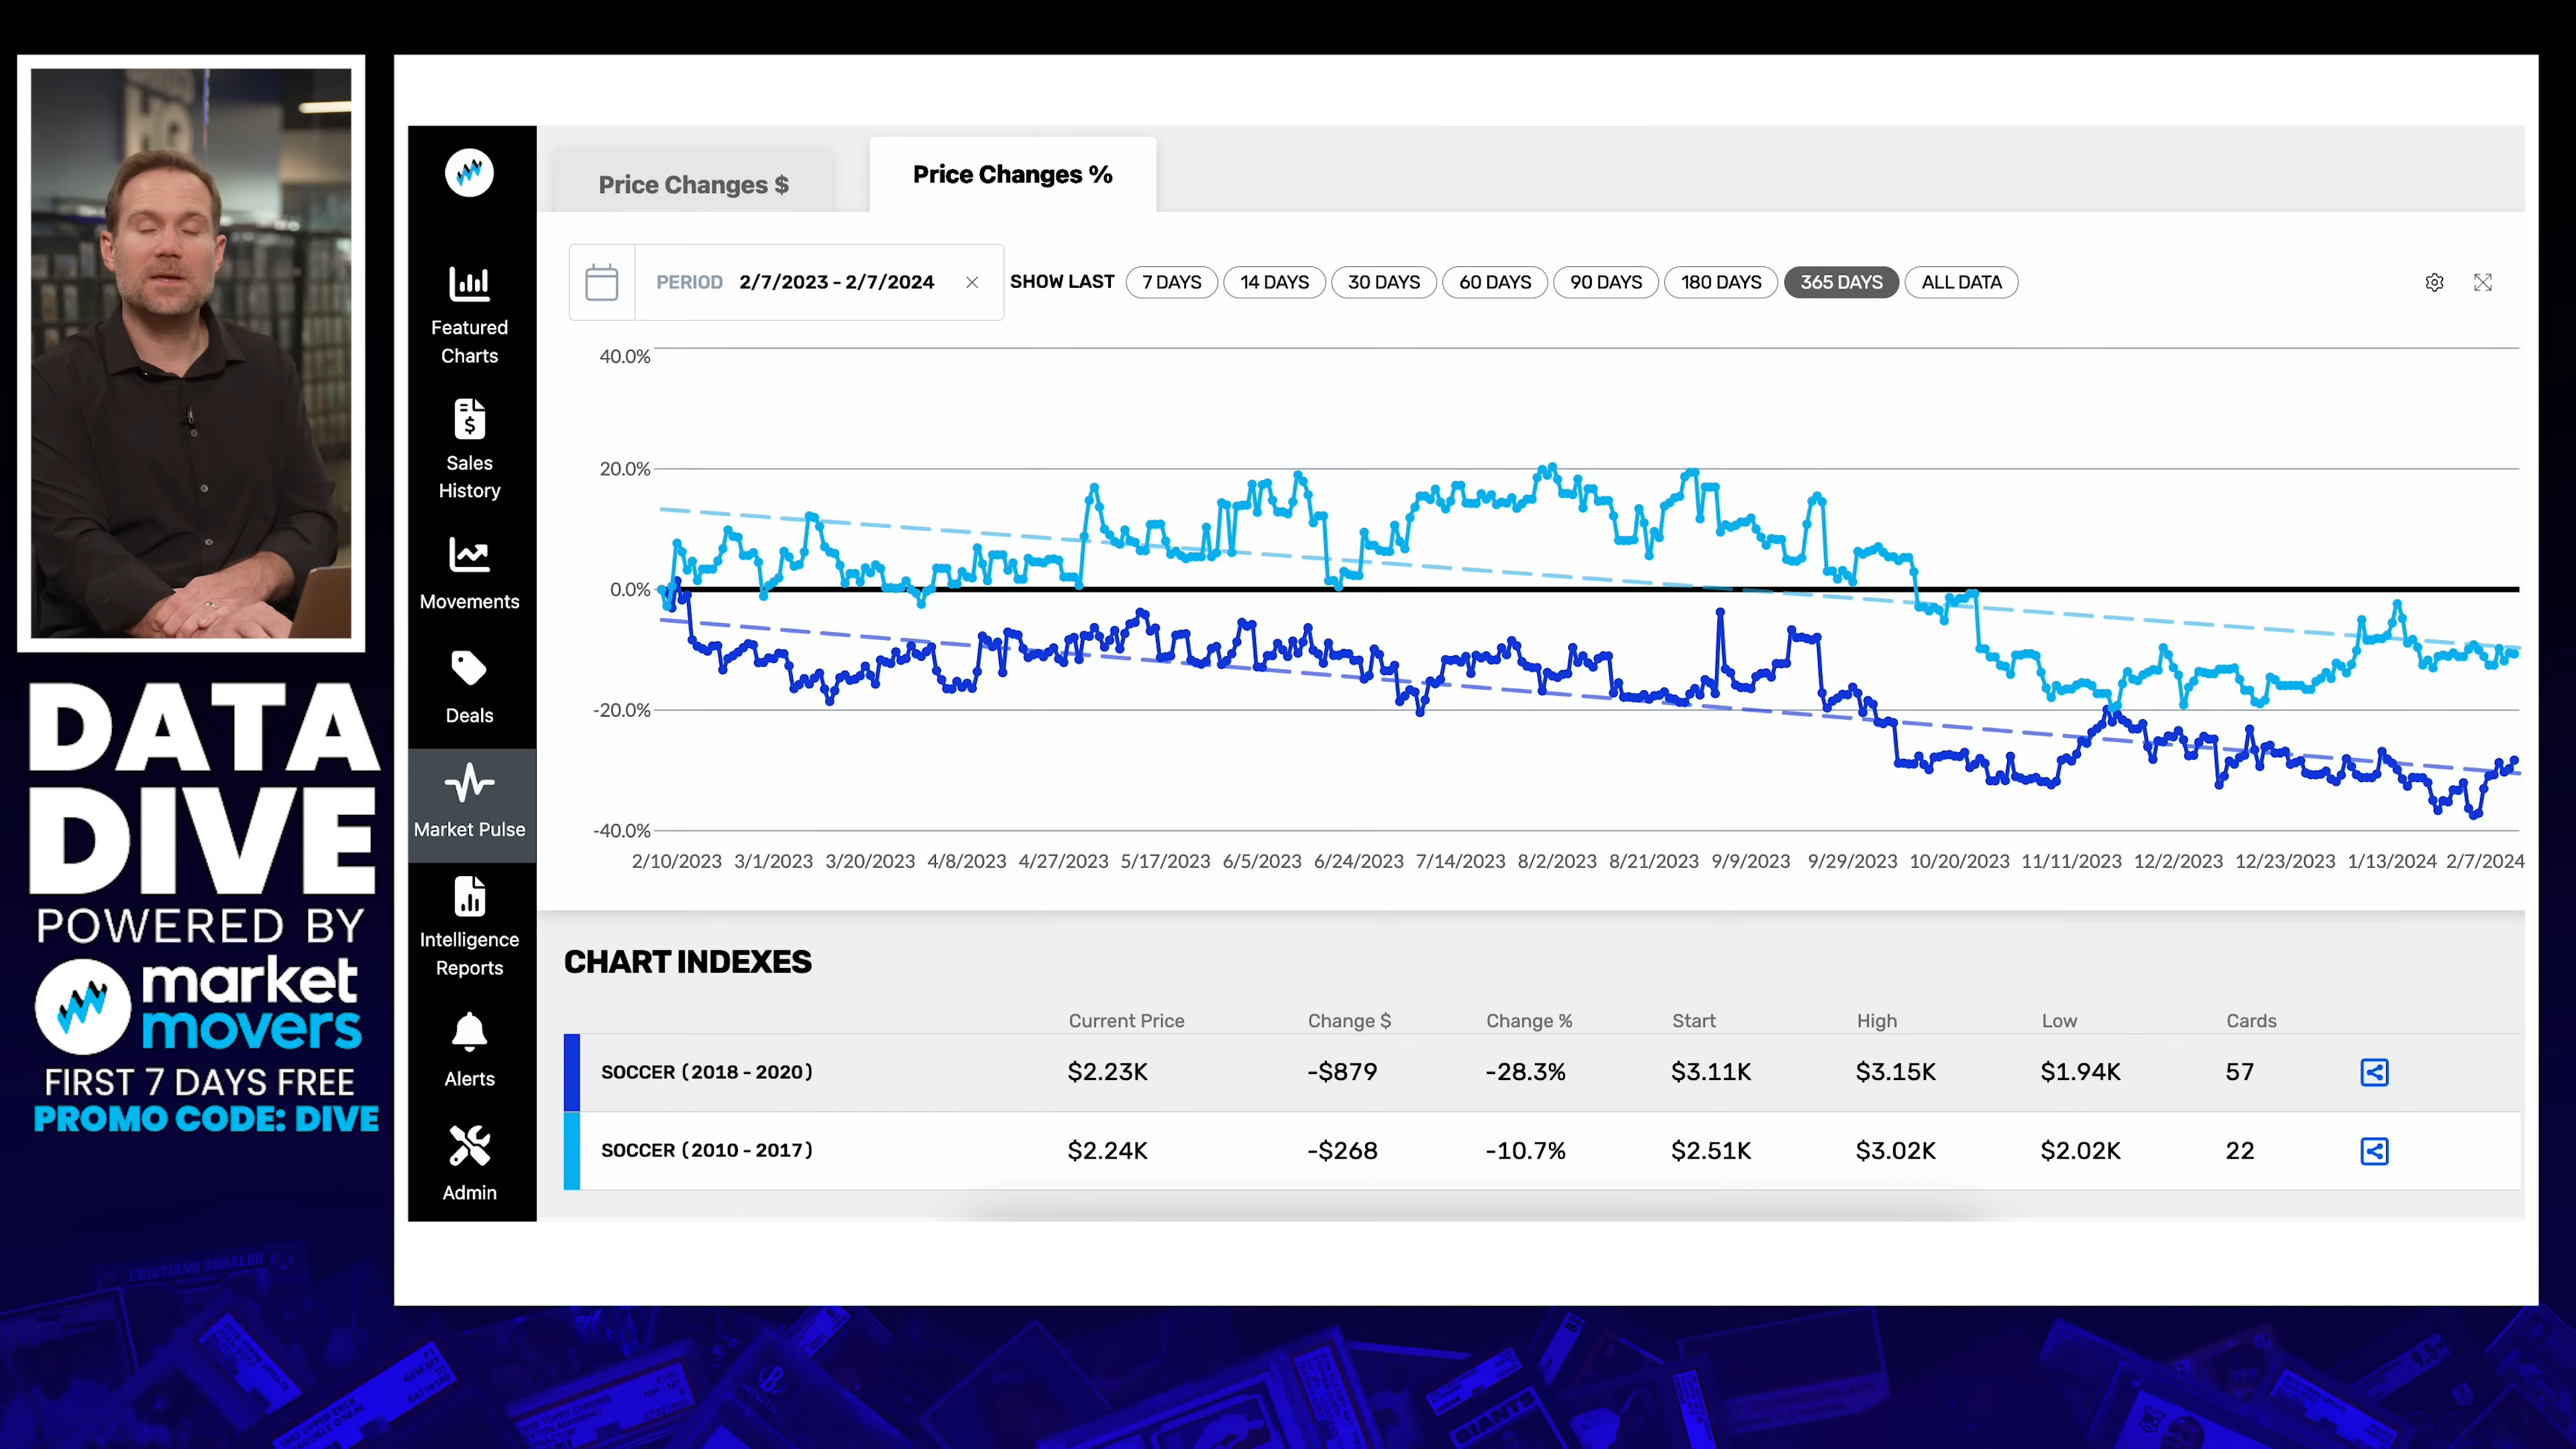 DATA
DIVE
POWERED BY
market
movers
FIRST 7 DAYS FREE
PROMO CODE: DIVE
Featured
Charts
Sales
History
Movements
Deals
Market Pulse
Intelligence
Reports
Alerts
Admin
Price Changes $
Price Changes %
PERIOD 2/7/2023 - 2/7/2024
SHOW LAST 7 DAYS 14 DAYS 30 DAYS 60 DAYS 90 DAYS 180 DAYS 365 DAYS ALL DATA
40.0%
20.0%
0.0%
-20.0%
-40.0%
2/10/2023 3/1/2023 3/20/2023 4/8/2023 4/27/2023 5/17/2023 6/5/2023 6/24/2023 7/14/2023 8/2/2023 8/21/2023 9/9/2023 9/29/2023 10/20/2023 11/11/2023 12/2/2023 12/23/2023 1/13/2024 2/7/2024
CHART INDEXES
Current Price Change $ Change % Start High Low Cards
SOCCER (2018 - 2020) $2.23K -$879 -28.3% $3.11K $3.15K $1.94K 57
SOCCER (2010 - 2017) $2.24K -$268 -10.7% $2.51K $3.02K $2.02K 22
CRISTIANO RONALDO
GIANTS